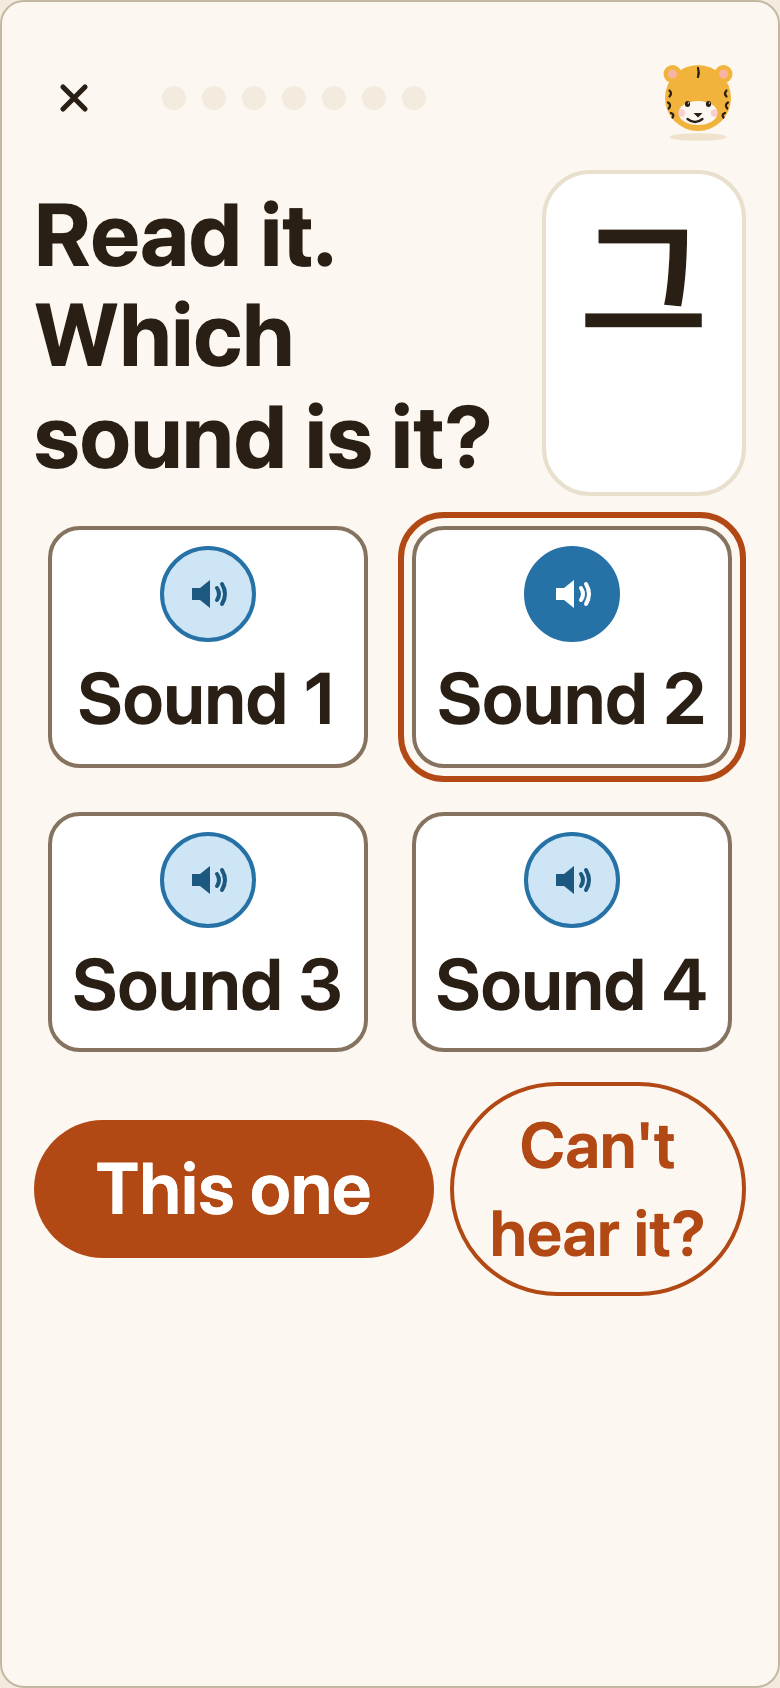 Read it.
Which
sound is it?
그
Sound 1
Sound 2
Sound 3
Sound 4
This one
Can't
hear it?